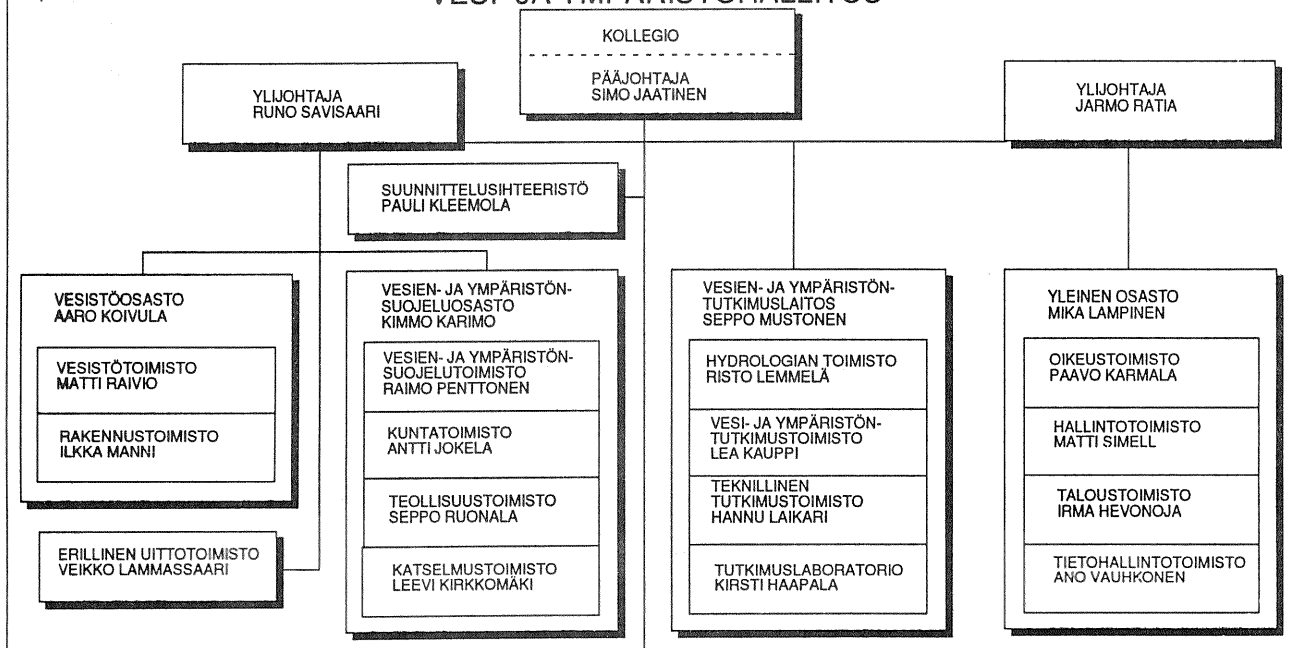 VESI- JA YMPÄRISTÖHALLITUS
KOLLEGIO
PÄÄJOHTAJA
SIMO JAATINEN
YLIJOHTAJA
RUNO SAVISAARI
YLIJOHTAJA
JARMO RATIA
SUUNNITTELUSIHTEERISTÖ
PAULI KLEEMOLA
VESISTÖOSASTO
AARO KOIVULA
VESISTÖTOIMISTO
MATTI RAIVIO
RAKENNUSTOIMISTO
ILKKA MANNI
ERILLINEN UITTOTOIMISTO
VEIKKO LAMMASSAARI
VESIEN- JA YMPÄRISTÖN-
SUOJELUOSASTO
KIMMO KARIMO
VESIEN- JA YMPÄRISTÖN-
SUOJELUTOIMISTO
RAIMO PENTTONEN
KUNTATOIMISTO
ANTTI JOKELA
TEOLLISUUSTOIMISTO
SEPPO RUONALA
KATSELMUSTOIMISTO
LEEVI KIRKKOMÄKI
VESIEN- JA YMPÄRISTÖN-
TUTKIMUSLAITOS
SEPPO MUSTONEN
HYDROLOGIAN TOIMISTO
RISTO LEMMELÄ
VESI- JA YMPÄRISTÖN-
TUTKIMUSTOIMISTO
LEA KAUPPI
TEKNILLINEN
TUTKIMUSTOIMISTO
HANNU LAIKARI
TUTKIMUSLABORATORIO
KIRSTI HAAPALA
YLEINEN OSASTO
MIKA LAMPINEN
OIKEUSTOIMISTO
PAAVO KARMALA
HALLINTOTOIMISTO
MATTI SIMELL
TALOUSTOIMISTO
IRMA HEVONOJA
TIETOHALLINTOTOIMISTO
ANO VAUHKONEN